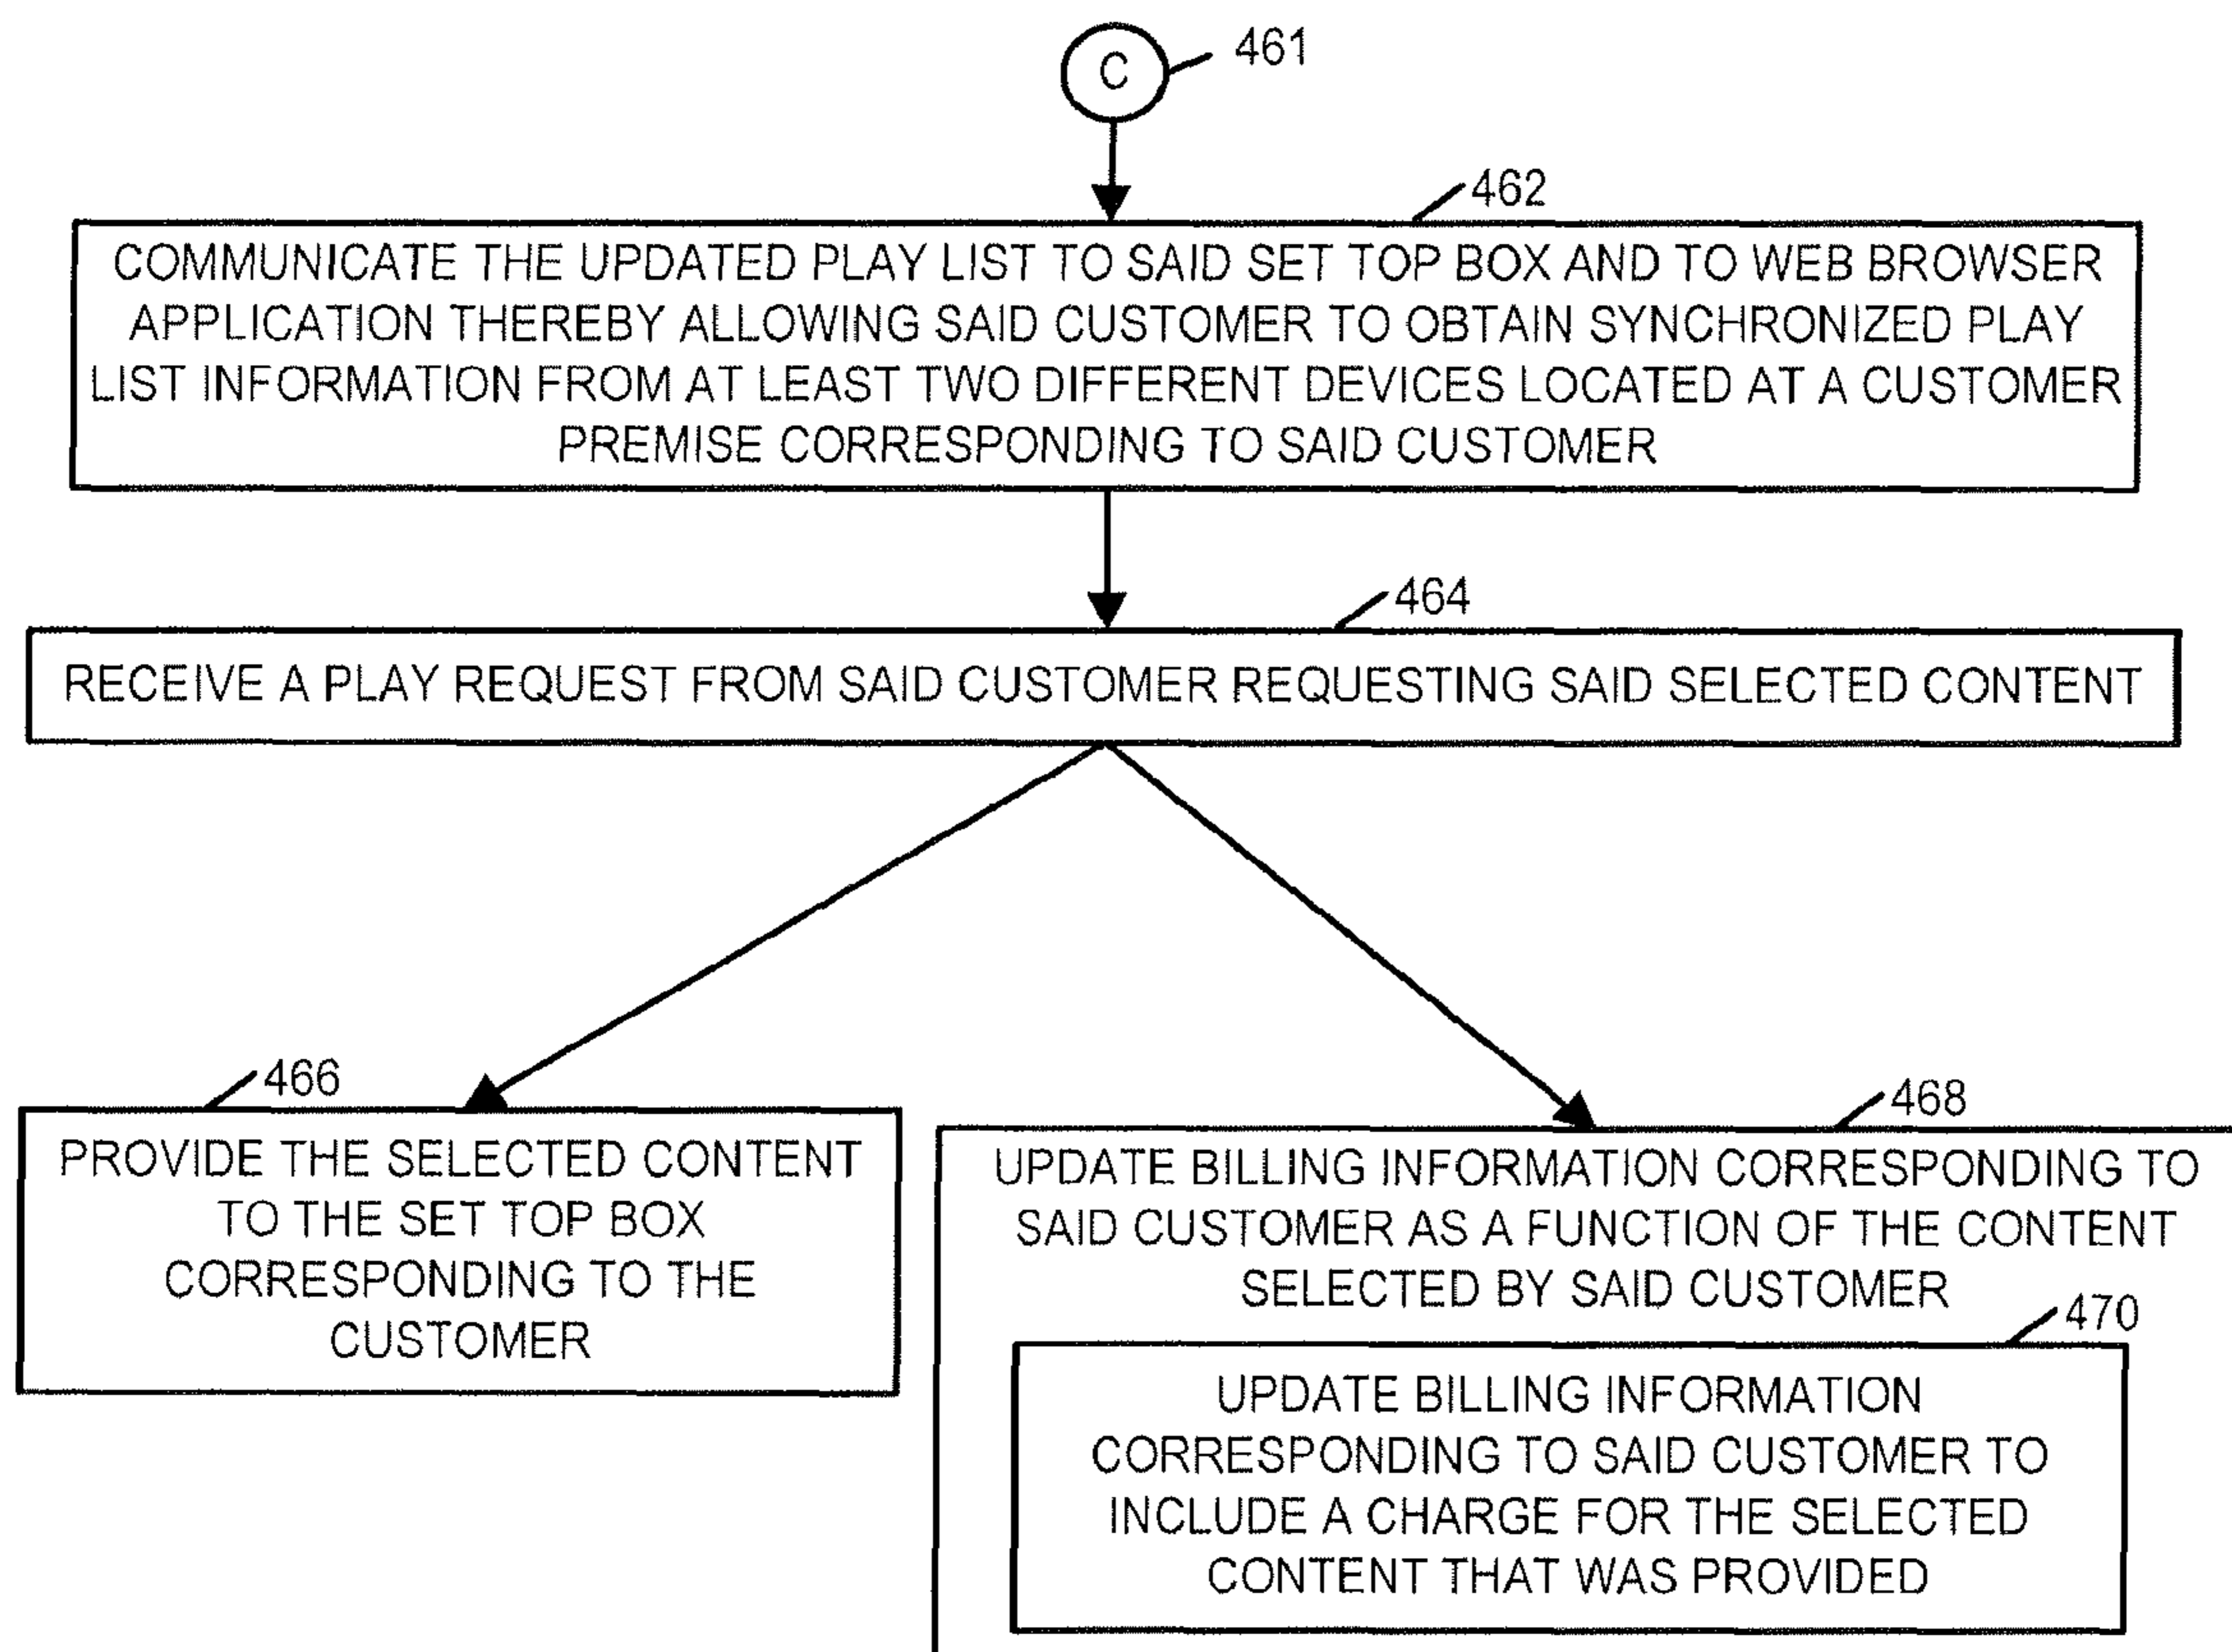 C
461
462
COMMUNICATE THE UPDATED PLAY LIST TO SAID SET TOP BOX AND TO WEB BROWSER
APPLICATION THEREBY ALLOWING SAID CUSTOMER TO OBTAIN SYNCHRONIZED PLAY
LIST INFORMATION FROM AT LEAST TWO DIFFERENT DEVICES LOCATED AT A CUSTOMER
PREMISE CORRESPONDING TO SAID CUSTOMER
464
RECEIVE A PLAY REQUEST FROM SAID CUSTOMER REQUESTING SAID SELECTED CONTENT
466
PROVIDE THE SELECTED CONTENT
TO THE SET TOP BOX
CORRESPONDING TO THE
CUSTOMER
468
UPDATE BILLING INFORMATION CORRESPONDING TO
SAID CUSTOMER AS A FUNCTION OF THE CONTENT
SELECTED BY SAID CUSTOMER
470
UPDATE BILLING INFORMATION
CORRESPONDING TO SAID CUSTOMER TO
INCLUDE A CHARGE FOR THE SELECTED
CONTENT THAT WAS PROVIDED